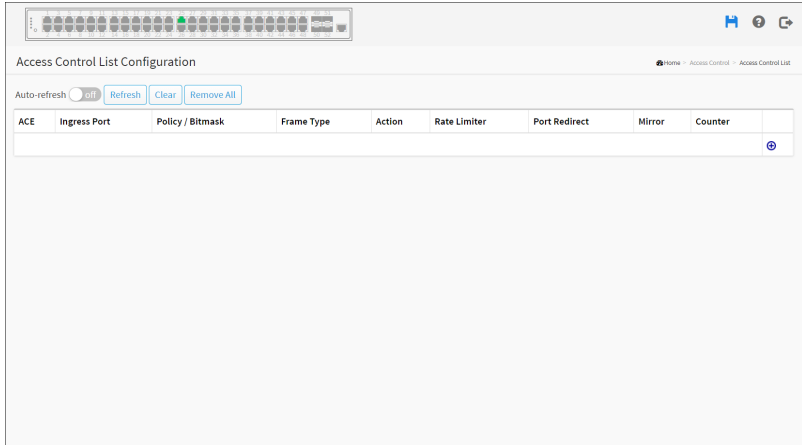 Access Control List Configuration
Home > Access Control > Access Control List
Auto-refresh off Refresh Clear Remove All
ACE Ingress Port Policy / Bitmask Frame Type Action Rate Limiter Port Redirect Mirror Counter